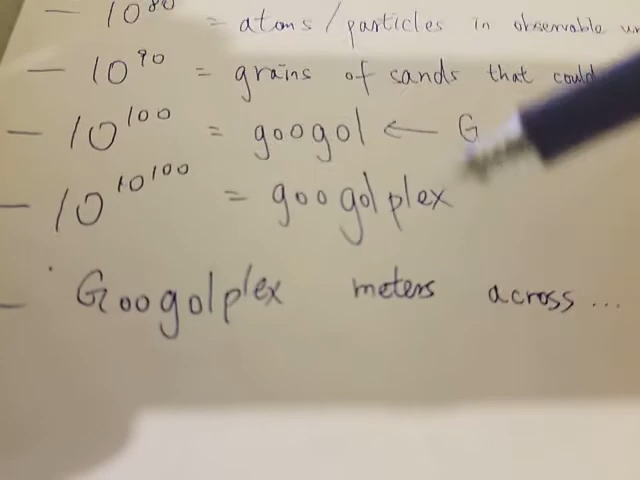 — 10^80 = atoms/particles in observable
— 10^90 = grains of sands that could
— 10^100 = googol ← G
— 10^10^100 = googolplex
— Googolplex meters across...